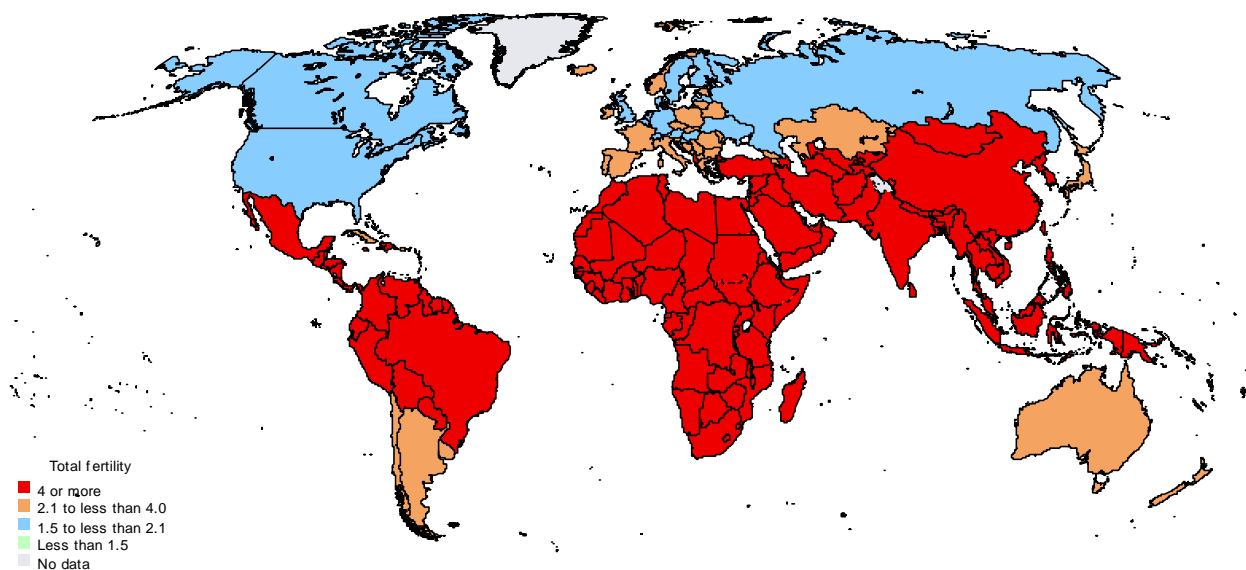 Total fertility
4 or more
2.1 to less than 4.0
1.5 to less than 2.1
Less than 1.5
No data